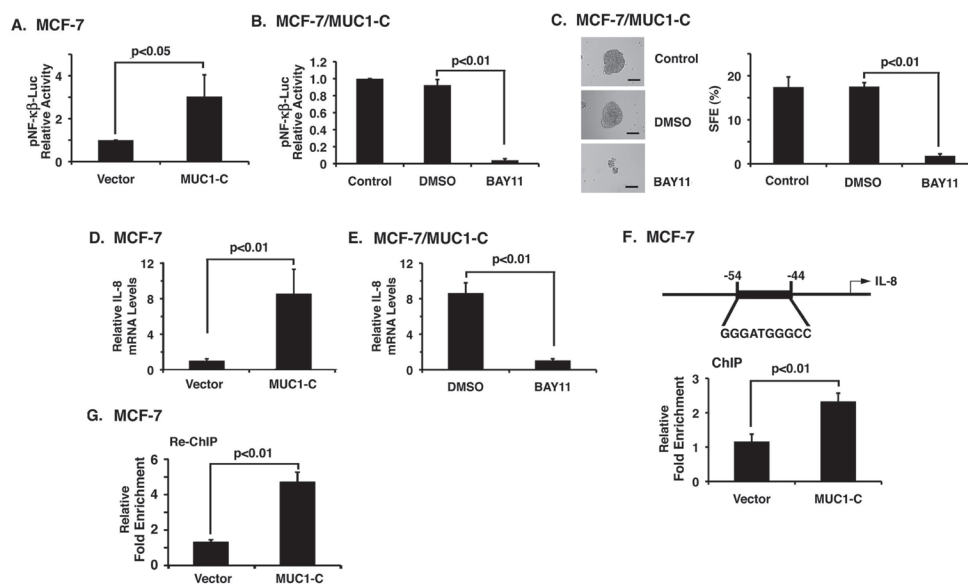 A. MCF-7
p<0.05
pNF-κβ-Luc
Relative Activity
5
4
3
2
1
0
Vector
MUC1-C
B. MCF-7/MUC1-C
p<0.01
pNF-κβ-Luc
Relative Activity
1.2
1.0
0.8
0.6
0.4
0.2
0
Control
DMSO
BAY11
C. MCF-7/MUC1-C
Control
DMSO
BAY11
p<0.01
SFE (%)
20
10
0
Control
DMSO
BAY11
D. MCF-7
p<0.01
Relative IL-8
mRNA Levels
12
8
4
0
Vector
MUC1-C
E. MCF-7/MUC1-C
p<0.01
Relative IL-8
mRNA Levels
12
8
4
0
DMSO
BAY11
F. MCF-7
-54
-44
IL-8
GGGATGGGCC
ChIP
p<0.01
Relative
Fold Enrichment
3
2
1
0
Vector
MUC1-C
G. MCF-7
Re-ChIP
p<0.01
Relative
Fold Enrichment
6
4
2
0
Vector
MUC1-C